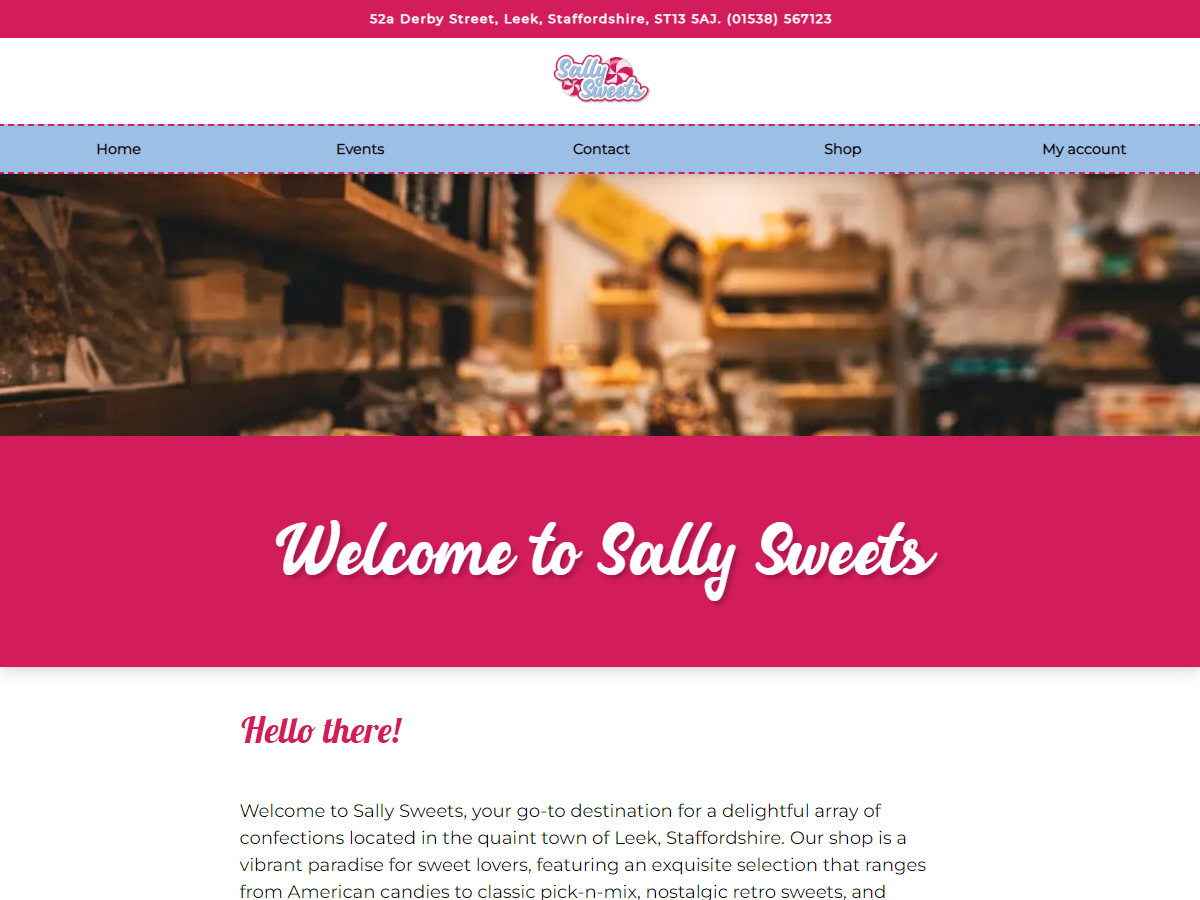 52a Derby Street, Leek, Staffordshire, ST13 5AJ. (01538) 567123
Sally
Sweets
Home Events Contact Shop My account
Welcome to Sally Sweets
Hello there!
Welcome to Sally Sweets, your go-to destination for a delightful array of
confections located in the quaint town of Leek, Staffordshire. Our shop is a
vibrant paradise for sweet lovers, featuring an exquisite selection that ranges
from American candies to classic pick-n-mix, nostalgic retro sweets, and